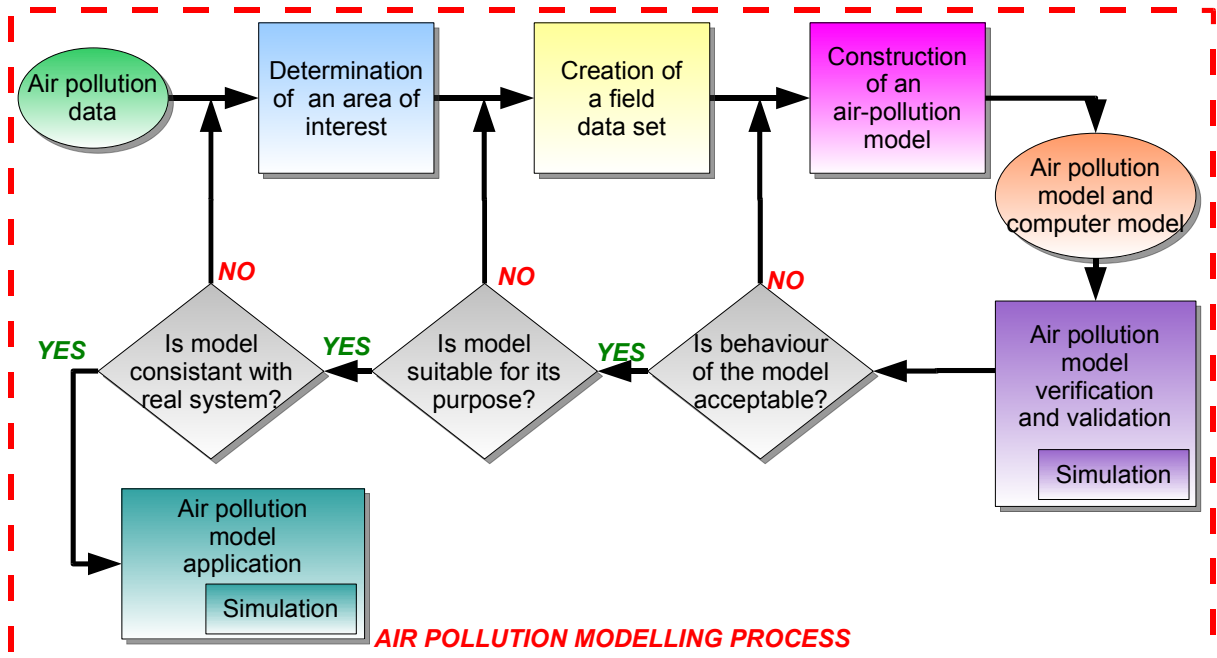 Air pollution
data
Determination
of an area of
interest
Creation of
a field
data set
Construction
of an
air-pollution
model
Air pollution
model and
computer model
Air pollution
model
verification
and validation
Simulation
Is behaviour
of the model
acceptable?
NO
YES
Is model
suitable for its
purpose?
NO
YES
Is model
consistant with
real system?
NO
YES
Air pollution
model
application
Simulation
AIR POLLUTION MODELLING PROCESS